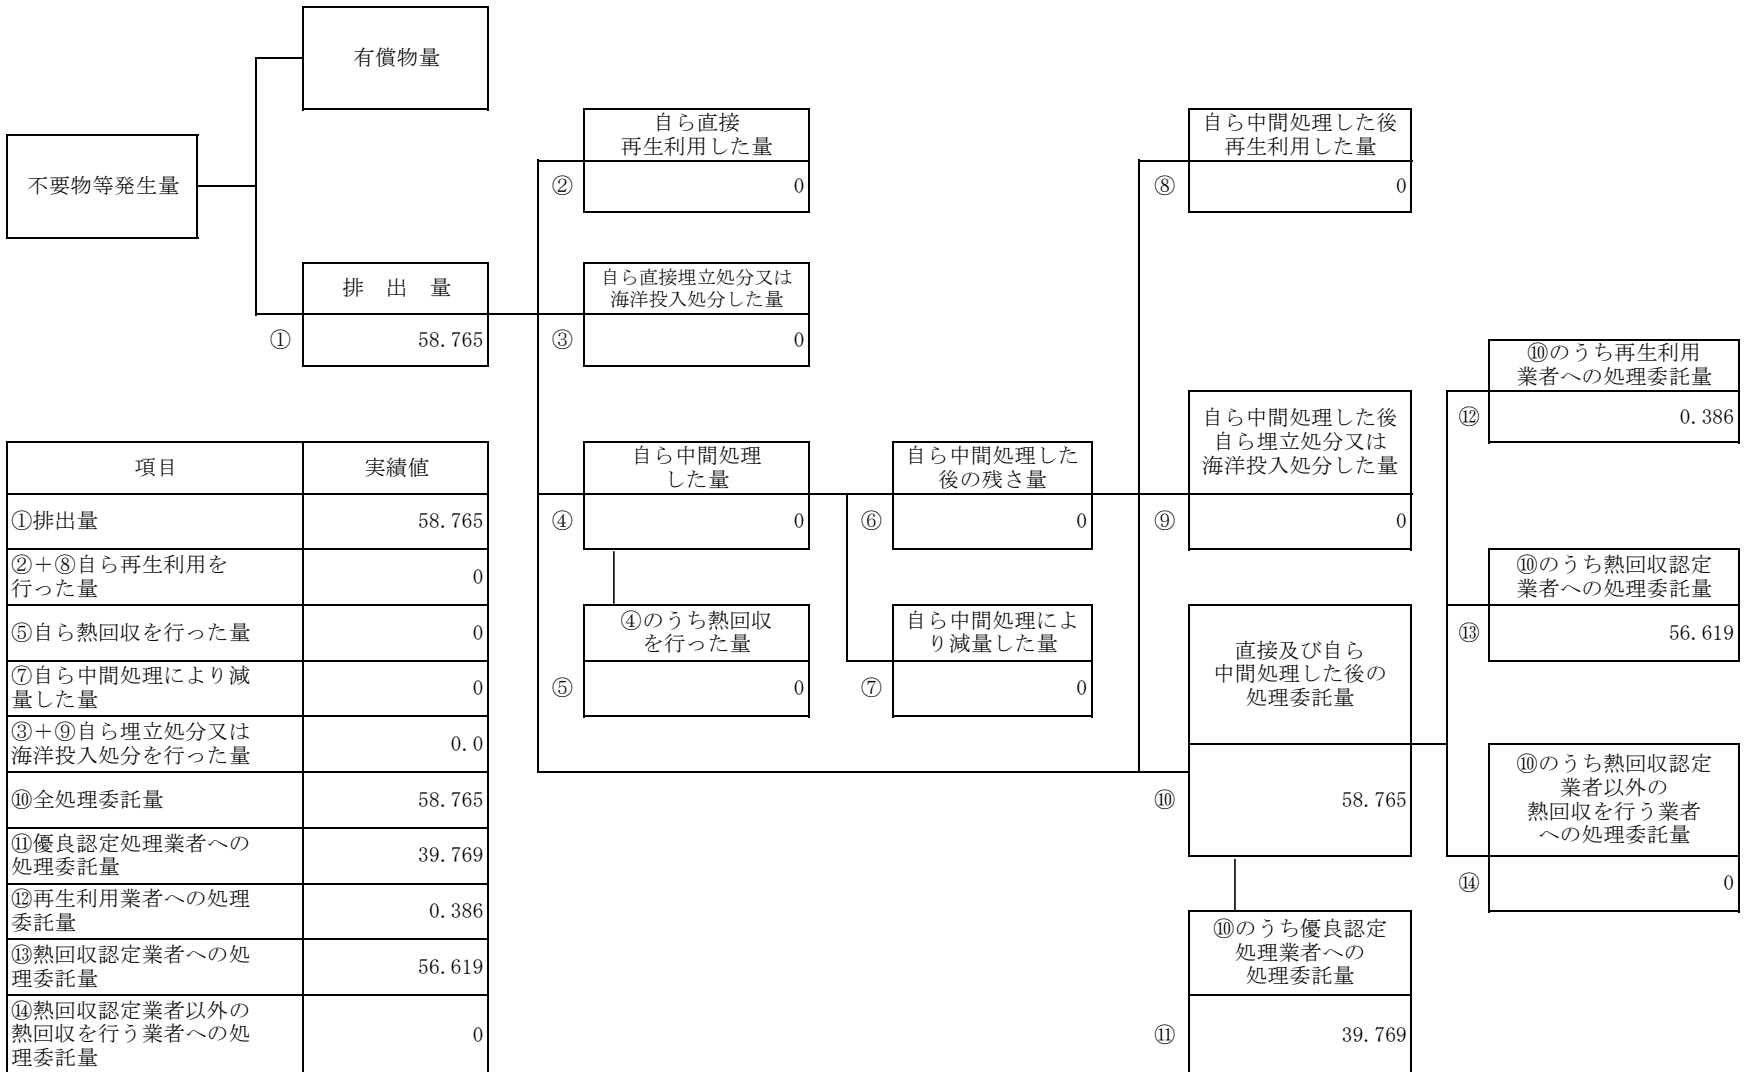 有償物量
不要物等発生量
排　出　量
①
58.765
自ら直接
再生利用した量
②
0
自ら直接埋立処分又は
海洋投入処分した量
③
0
自ら中間処理
した量
④
0
④のうち熱回収
を行った量
⑤
0
自ら中間処理した
後の残さ量
⑥
0
自ら中間処理によ
り減量した量
⑦
0
自ら中間処理した後
再生利用した量
⑧
0
自ら中間処理した後
自ら埋立処分又は
海洋投入処分した量
⑨
0
直接及び自ら
中間処理した後の
処理委託量
⑩
58.765
⑩のうち優良認定
処理業者への
処理委託量
⑪
39.769
⑩のうち再生利用
業者への処理委託量
⑫
0.386
⑩のうち熱回収認定
業者への処理委託量
⑬
56.619
⑩のうち熱回収認定
業者以外の
熱回収を行う業者
への処理委託量
⑭
0
項目 実績値
①排出量 58.765
②＋⑧自ら再生利用を
行った量 0
⑤自ら熱回収を行った量 0
⑦自ら中間処理により減
量した量 0
③＋⑨自ら埋立処分又は
海洋投入処分を行った量 0.0
⑩全処理委託量 58.765
⑪優良認定処理業者への
処理委託量 39.769
⑫再生利用業者への処理
委託量 0.386
⑬熱回収認定業者への処
理委託量 56.619
⑭熱回収認定業者以外の
熱回収を行う業者への処
理委託量 0